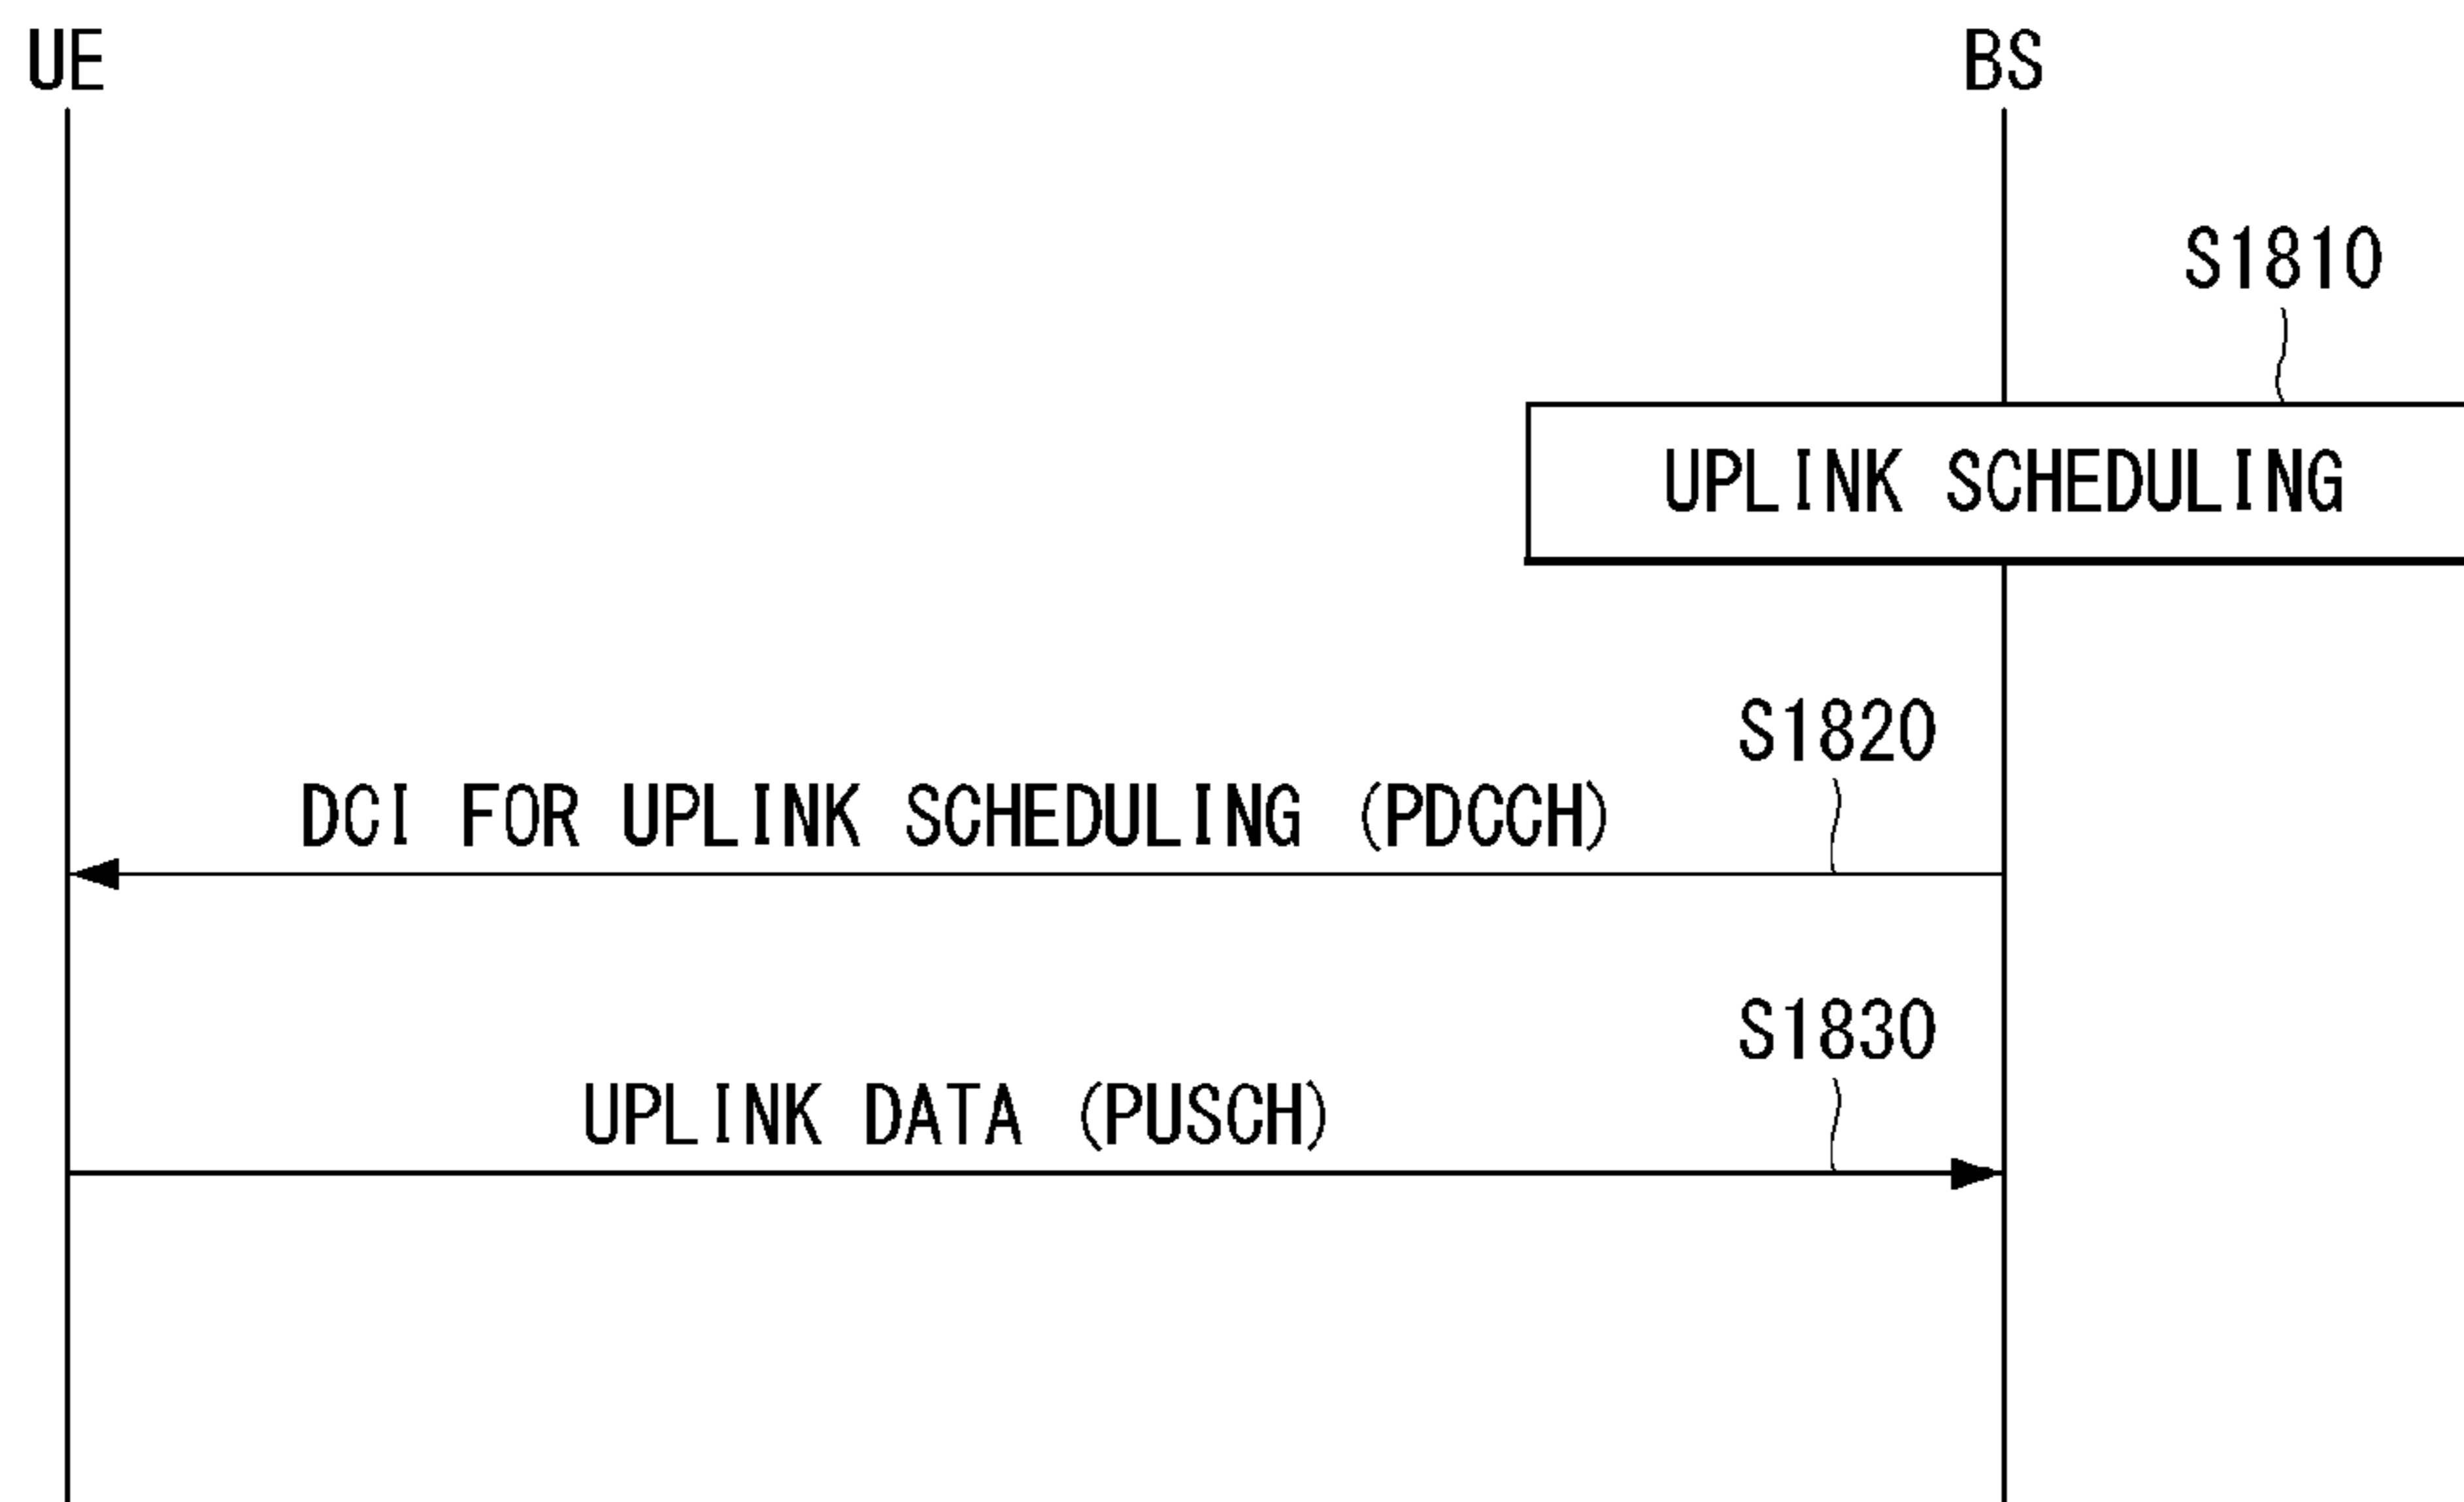 UE
BS
S1810
UPLINK SCHEDULING
S1820
DCI FOR UPLINK SCHEDULING (PDCCH)
S1830
UPLINK DATA (PUSCH)